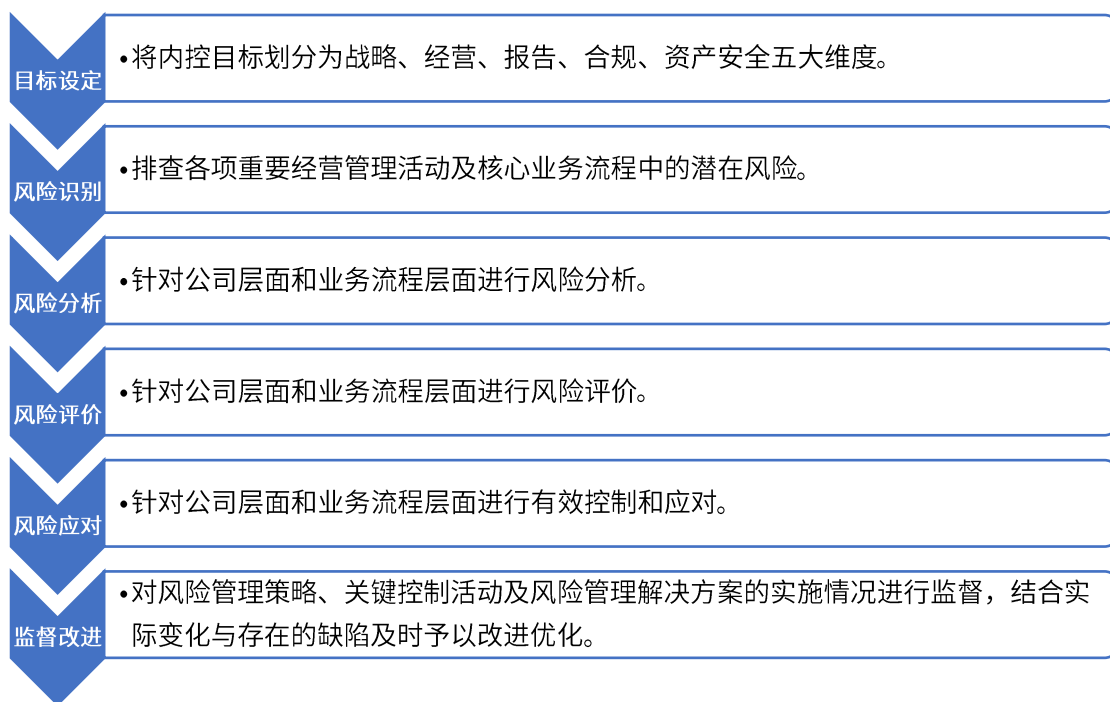 目标设定
•将内控目标划分为战略、经营、报告、合规、资产安全五大维度。
风险识别
•排查各项重要经营管理活动及核心业务流程中的潜在风险。
风险分析
•针对公司层面和业务流程层面进行风险分析。
风险评价
•针对公司层面和业务流程层面进行风险评价。
风险应对
•针对公司层面和业务流程层面进行有效控制和应对。
监督改进
•对风险管理策略、关键控制活动及风险管理解决方案的实施情况进行监督，结合实
际变化与存在的缺陷及时予以改进优化。